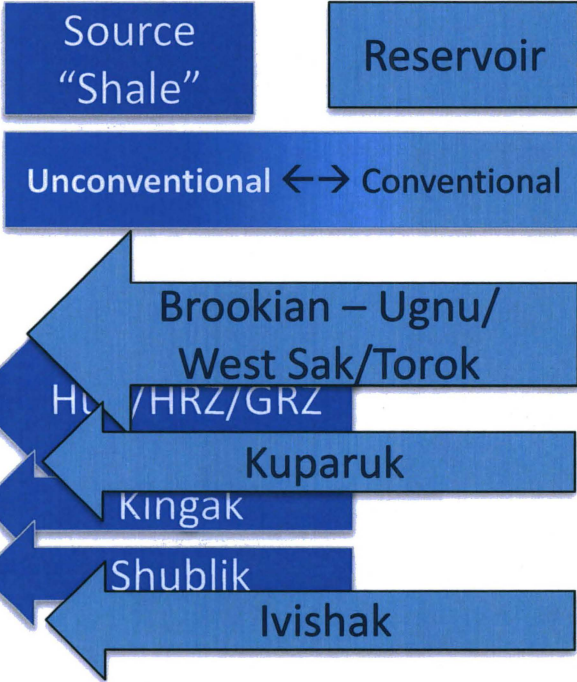 Source
"Shale"
Reservoir
Unconventional ←→ Conventional
Brookian – Ugnu/
West Sak/Torok
/HRZ/GRZ
Kuparuk
Kingak
Shublik
Ivishak